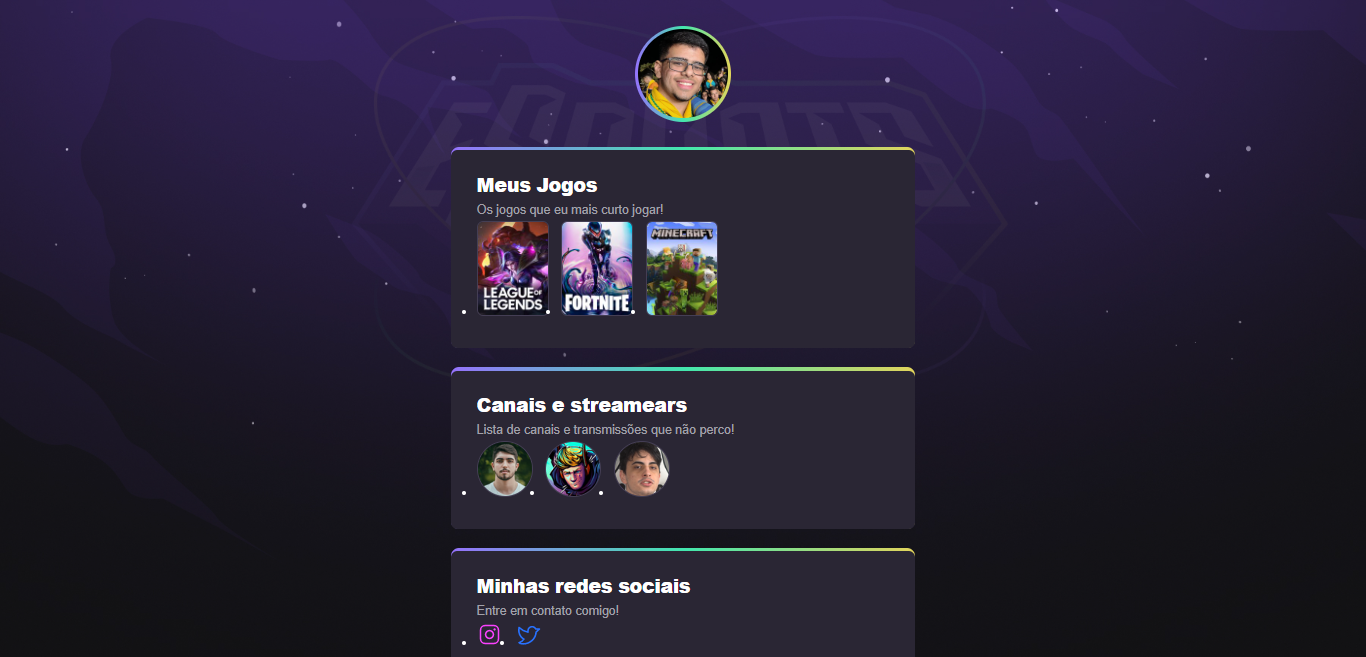 ESPORTS
Meus Jogos
Os jogos que eu mais curto jogar!
LEAGUE OF
LEGENDS
FORTNITE
MINECRAFT
Canais e streamears
Lista de canais e transmissões que não perco!
Minhas redes sociais
Entre em contato comigo!